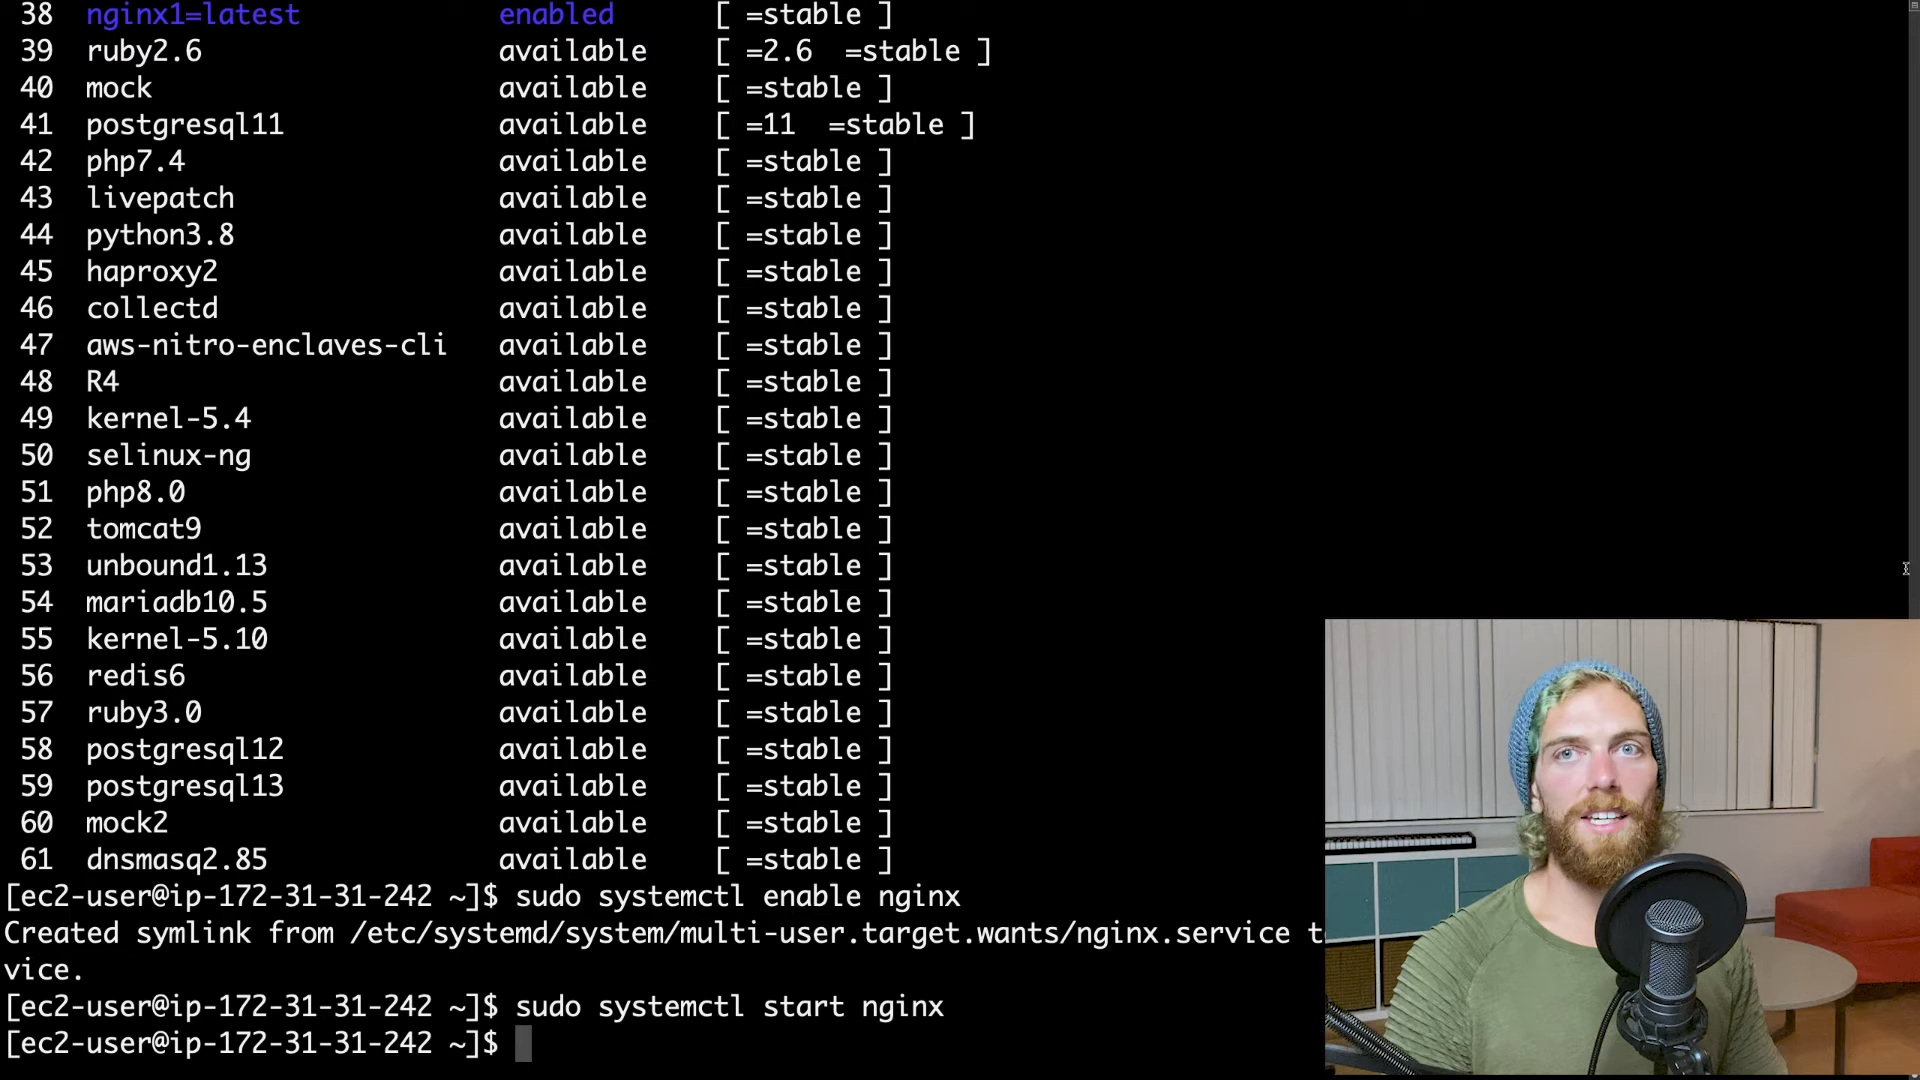 38 nginx1=latest enabled [ =stable ]
39 ruby2.6 available [ =2.6 =stable ]
40 mock available [ =stable ]
41 postgresql11 available [ =11 =stable ]
42 php7.4 available [ =stable ]
43 livepatch available [ =stable ]
44 python3.8 available [ =stable ]
45 haproxy2 available [ =stable ]
46 collectd available [ =stable ]
47 aws-nitro-enclaves-cli available [ =stable ]
48 R4 available [ =stable ]
49 kernel-5.4 available [ =stable ]
50 selinux-ng available [ =stable ]
51 php8.0 available [ =stable ]
52 tomcat9 available [ =stable ]
53 unbound1.13 available [ =stable ]
54 mariadb10.5 available [ =stable ]
55 kernel-5.10 available [ =stable ]
56 redis6 available [ =stable ]
57 ruby3.0 available [ =stable ]
58 postgresql12 available [ =stable ]
59 postgresql13 available [ =stable ]
60 mock2 available [ =stable ]
61 dnsmasq2.85 available [ =stable ]
[ec2-user@ip-172-31-31-242 ~]$ sudo systemctl enable nginx
Created symlink from /etc/systemd/system/multi-user.target.wants/nginx.service t
vice.
[ec2-user@ip-172-31-31-242 ~]$ sudo systemctl start nginx
[ec2-user@ip-172-31-31-242 ~]$